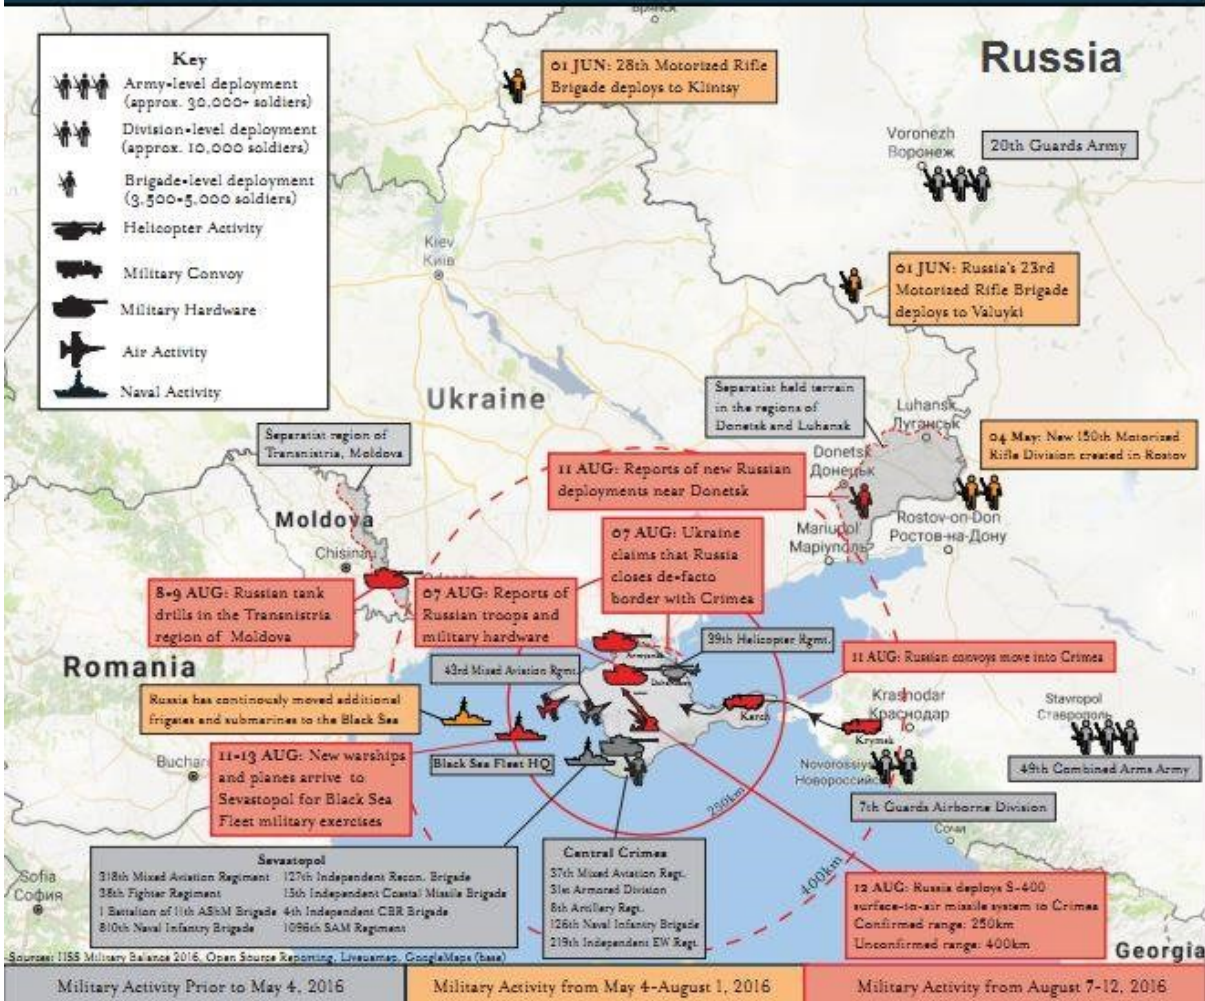 Key
Army-level deployment
(approx. 30,000+ soldiers)
Division-level deployment
(approx. 10,000 soldiers)
Brigade-level deployment
(3,500-5,000 soldiers)
Helicopter Activity
Military Convoy
Military Hardware
Air Activity
Naval Activity
01 JUN: 28th Motorized Rifle
Brigade deploys to Klintsy
Russia
Voronezh
Воронеж
20th Guards Army
Kiev
Київ
01 JUN: Russia's 23rd
Motorized Rifle Brigade
deploys to Valuyki
Ukraine
Separatist held terrain
in the regions of
Donetsk and Luhansk
Luhansk
Луганськ
Separatist region of
Transnistria, Moldova
04 May: New 150th Motorized
Rifle Division created in Rostov
11 AUG: Reports of new Russian
deployments near Donetsk
Donetsk
Донецьк
Moldova
Chisinau
Mariupol'
Маріуполь
Rostov-on-Don
Ростов-на-Дону
07 AUG: Ukraine
claims that Russia
closes de-facto
border with Crimea
8-9 AUG: Russian tank
drills in the Transnistria
region of Moldova
07 AUG: Reports of
Russian troops and
military hardware
39th Helicopter Rgmt.
Romania
43rd Mixed Aviation Rgmt.
11 AUG: Russian convoys move into Crimea
Russia has continously moved additional
frigates and submarines to the Black Sea
Kerch
Krasnodar
Краснодар
Krymsk
Stavropol
Ставрополь
49th Combined Arms Army
11-13 AUG: New warships
and planes arrive to
Sevastopol for Black Sea
Fleet military exercises
Black Sea Fleet HQ
Novorossiysk
Новороссийск
7th Guards Airborne Division
250km
400km
Сочи
Sofia
София
Sevastopol
318th Mixed Aviation Regiment 127th Independent Recon. Brigade
38th Fighter Regiment 15th Independent Coastal Missile Brigade
1 Battalion of 11th AShM Brigade 4th Independent CBR Brigade
810th Naval Infantry Brigade 1096th SAM Regiment
Central Crimea
37th Mixed Aviation Regt.
31st Armored Division
8th Artillery Regt.
126th Naval Infantry Brigade
219th Independent EW Regt.
12 AUG: Russia deploys S-400
surface-to-air missile system to Crimea
Confirmed range: 250km
Unconfirmed range: 400km
Georgia
Sources: IISS Military Balance 2016, Open Source Reporting, Liveuamap, GoogleMaps (base)
Military Activity Prior to May 4, 2016
Military Activity from May 4-August 1, 2016
Military Activity from August 7-12, 2016